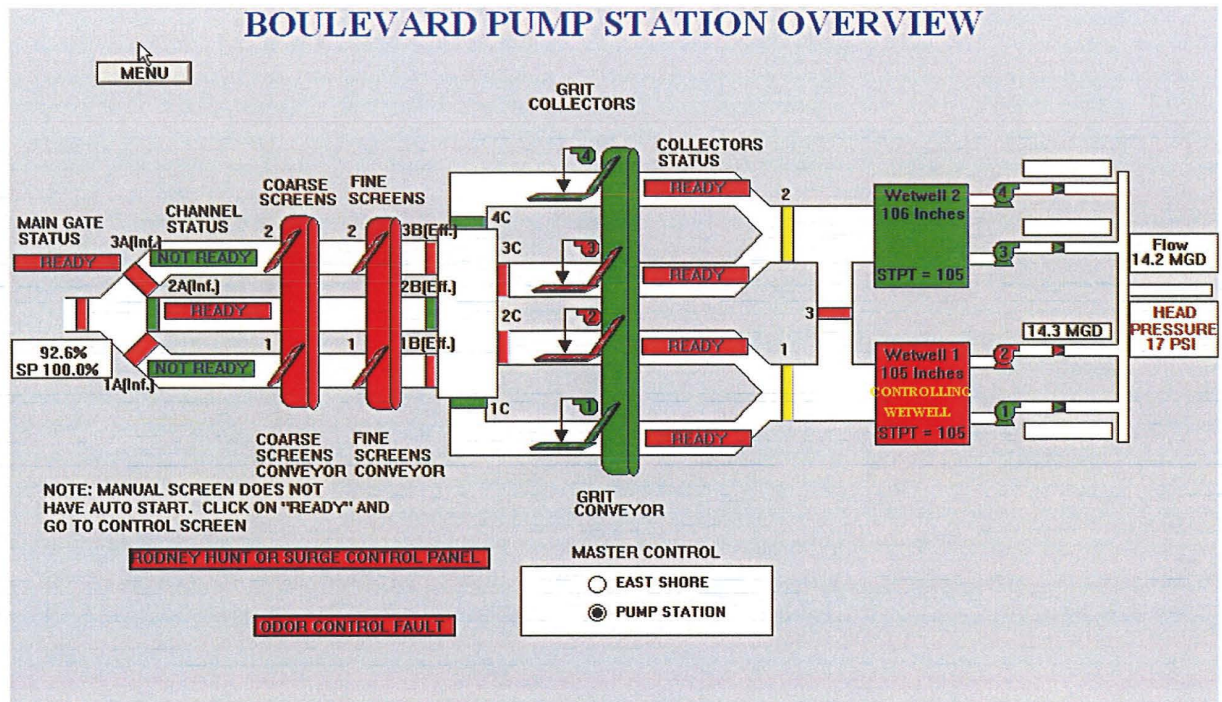 BOULEVARD PUMP STATION OVERVIEW
MENU
GRIT
COLLECTORS
4
COLLECTORS
STATUS
READY
2
COARSE
SCREENS
FINE
SCREENS
MAIN GATE
STATUS
READY
CHANNEL
STATUS
3A(Inf.)
NOT READY
2
2
3B(Eff.)
4C
3C
3
READY
2A(Inf.)
READY
2B(Eff.)
2C
2
READY
3
92.6%
SP 100.0%
1A(Inf.)
NOT READY
1
1
1B(Eff.)
1C
1
READY
1
Wetwell 2
106 Inches
STPT = 105
4
3
Flow
14.2 MGD
14.3 MGD
HEAD
PRESSURE
17 PSI
Wetwell 1
105 Inches
CONTROLLING
WETWELL
STPT = 105
2
1
COARSE
SCREENS
CONVEYOR
FINE
SCREENS
CONVEYOR
GRIT
CONVEYOR
NOTE: MANUAL SCREEN DOES NOT
HAVE AUTO START. CLICK ON "READY" AND
GO TO CONTROL SCREEN
RODNEY HUNT OR SURGE CONTROL PANEL
ODOR CONTROL FAULT
MASTER CONTROL
EAST SHORE
PUMP STATION